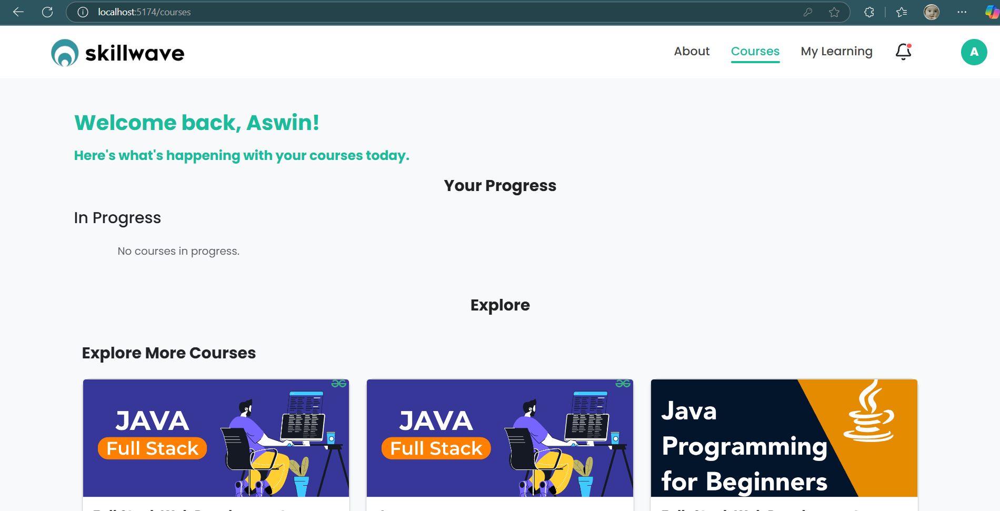 localhost:5174/courses
skillwave
About
Courses
My Learning
A
Welcome back, Aswin!
Here's what's happening with your courses today.
Your Progress
In Progress
No courses in progress.
Explore
Explore More Courses
JAVA
Full Stack
JAVA
Full Stack
Java
Programming
for Beginners